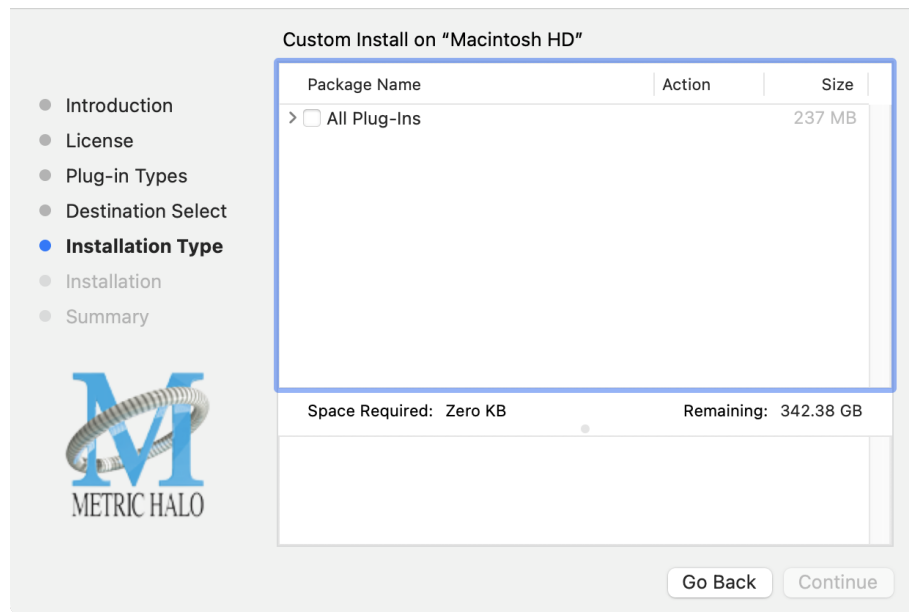 Custom Install on “Macintosh HD”
Package Name Action Size
All Plug-Ins 237 MB
Introduction
License
Plug-in Types
Destination Select
Installation Type
Installation
Summary
METRIC HALO
Space Required: Zero KB Remaining: 342.38 GB
Go Back Continue